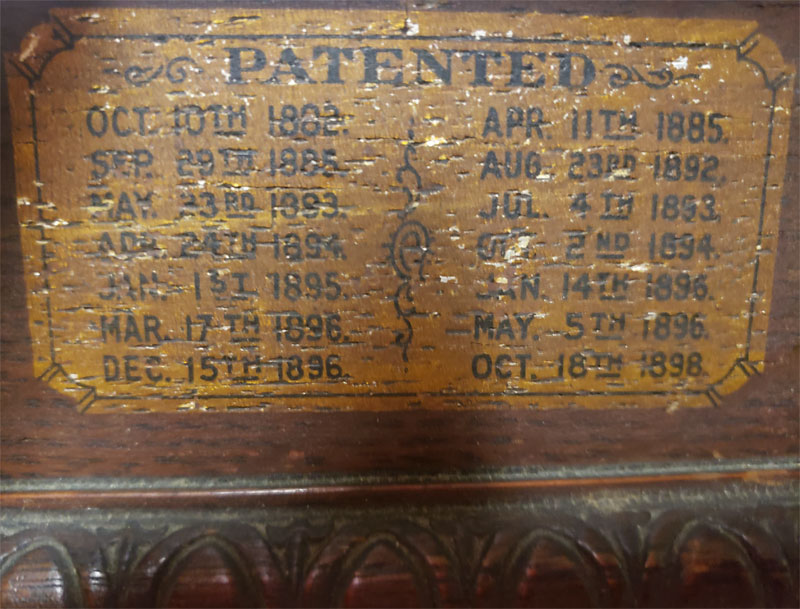 PATENTED
OCT. 10TH 1882.
SEP. 29TH 1885.
MAY. 23RD 1893.
APR. 24TH 1894.
JAN. 1ST 1895.
MAR. 17TH 1896.
DEC. 15TH 1896.
APR. 11TH 1885.
AUG. 23RD 1892.
JUL. 4TH 1893.
OCT. 2ND 1894.
JAN. 14TH 1896.
MAY. 5TH 1896.
OCT. 18TH 1898.